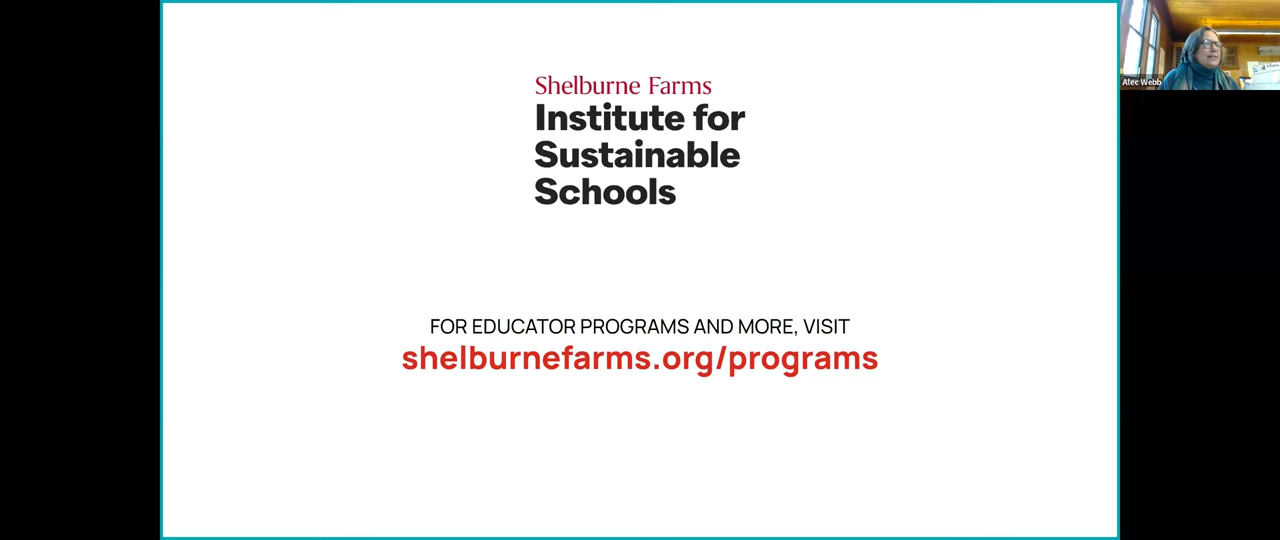 Shelburne Farms
Institute for
Sustainable
Schools
FOR EDUCATOR PROGRAMS AND MORE, VISIT
shelburnefarms.org/programs
Alec Webb